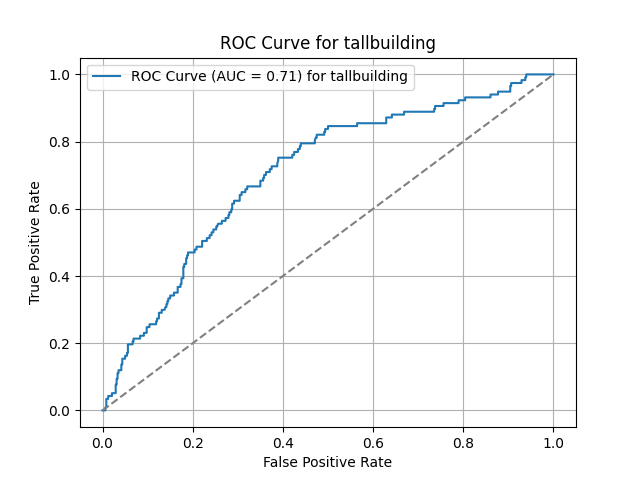 ROC Curve for tallbuilding
ROC Curve (AUC = 0.71) for tallbuilding
True Positive Rate
1.0
0.8
0.6
0.4
0.2
0.0
0.0 0.2 0.4 0.6 0.8 1.0
False Positive Rate